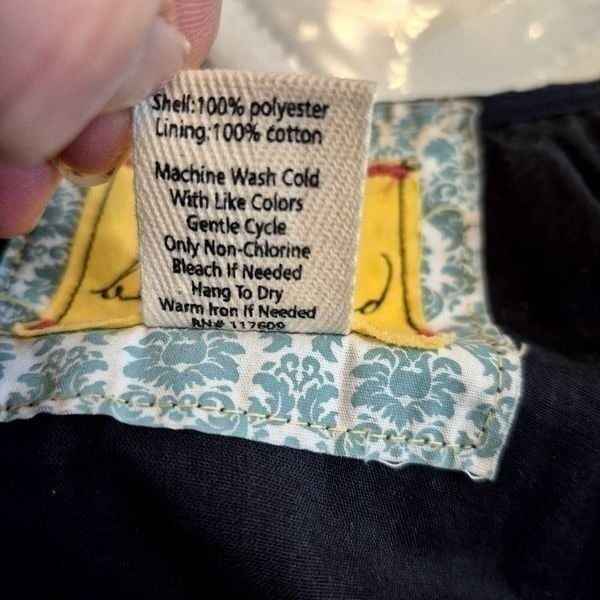 Shell:100% polyester
Lining:100% cotton
Machine Wash Cold
With Like Colors
Gentle Cycle
Only Non-Chlorine
Bleach If Needed
Hang To Dry
Warm Iron If Needed
RN# 117609